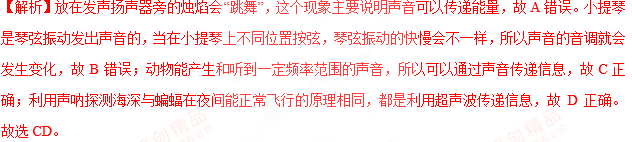 【解析】放在发声扬声器旁的烛焰会“跳舞”，这个现象主要说明声音可以传递能量，故 A 错误。小提琴
是琴弦振动发出声音的，当在小提琴上不同位置按弦，琴弦振动的快慢会不一样，所以声音的音调就会
发生变化，故 B 错误；动物能产生和听到一定频率范围的声音，所以可以通过声音传递信息，故 C 正
确；利用声呐探测海深与蝙蝠在夜间能正常飞行的原理相同，都是利用超声波传递信息，故 D 正确。
故选 CD。